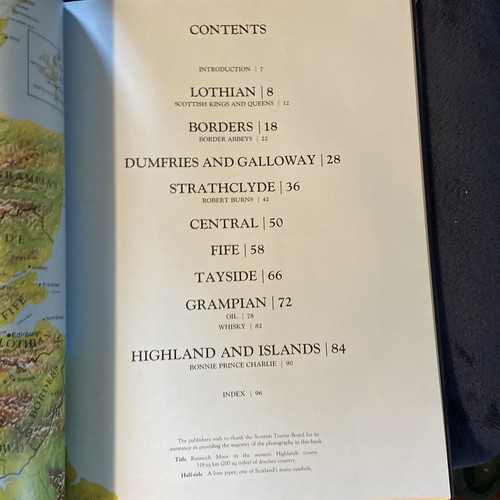 CONTENTS
INTRODUCTION | 7
LOTHIAN | 8
SCOTTISH KINGS AND QUEENS | 12
BORDERS | 18
BORDER ABBEYS | 22
DUMFRIES AND GALLOWAY | 28
STRATHCLYDE | 36
ROBERT BURNS | 42
CENTRAL | 50
FIFE | 58
TAYSIDE | 66
GRAMPIAN | 72
OIL | 78
WHISKY | 82
HIGHLAND AND ISLANDS | 84
BONNIE PRINCE CHARLIE | 90
INDEX | 96
The publishers wish to thank the Scottish Tourist Board for its
assistance in providing the majority of the photographs in this book.
Title Rannoch Moor in the western Highlands covers
518 sq km (200 sq miles) of desolate country.
Half-title A lone piper, one of Scotland's many symbols.
GRAMPIAN
FIFE
Edinburgh
LOTHI
BORDERS